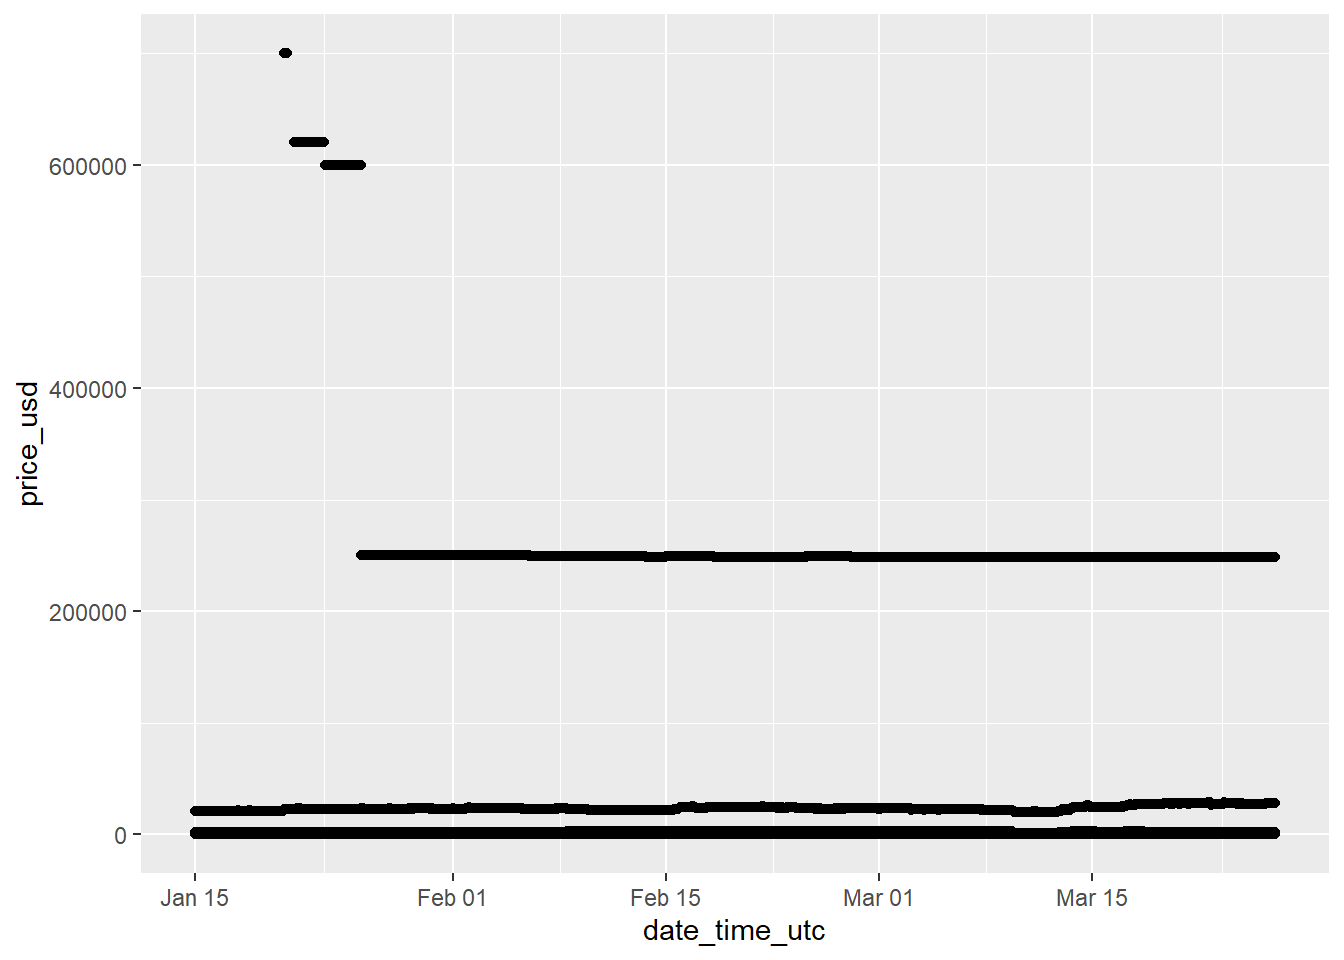 600000
400000
200000
0
price_usd
Jan 15
Feb 01
Feb 15
Mar 01
Mar 15
date_time_utc